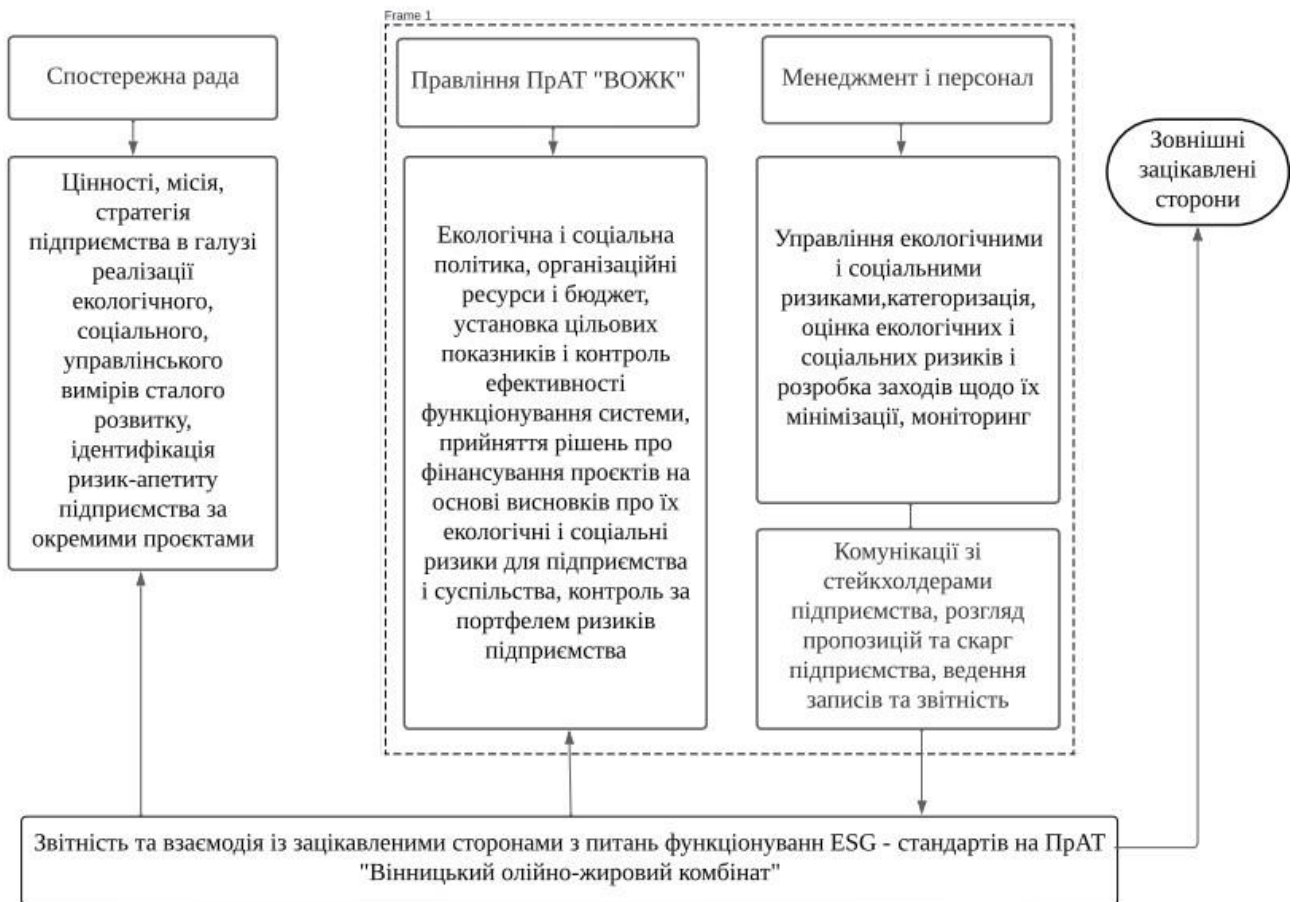 Frame 1
Спостережна рада
Цінності, місія,
стратегія
підприємства в галузі
реалізації
екологічного,
соціального,
управлінського
вимірів сталого
розвитку,
ідентифікація
ризик-апетиту
підприємства за
окремими проєктами
Правління ПрАТ "ВОЖК"
Екологічна і соціальна
політика, організаційні
ресурси і бюджет,
установка цільових
показників і контроль
ефективності
функціонування системи,
прийняття рішень про
фінансування проєктів на
основі висновків про їх
екологічні і соціальні
ризики для підприємства
і суспільства, контроль за
портфелем ризиків
підприємства
Менеджмент і персонал
Управління екологічними
і соціальними
ризиками,категоризація,
оцінка екологічних і
соціальних ризиків і
розробка заходів щодо їх
мінімізації, моніторинг
Комунікації зі
стейкхолдерами
підприємства, розгляд
пропозицій та скарг
підприємства, ведення
записів та звітність
Зовнішні
зацікавлені
сторони
Звітність та взаємодія із зацікавленими сторонами з питань функціонуванн ESG - стандартів на ПрАТ
"Вінницький олійно-жировий комбінат"